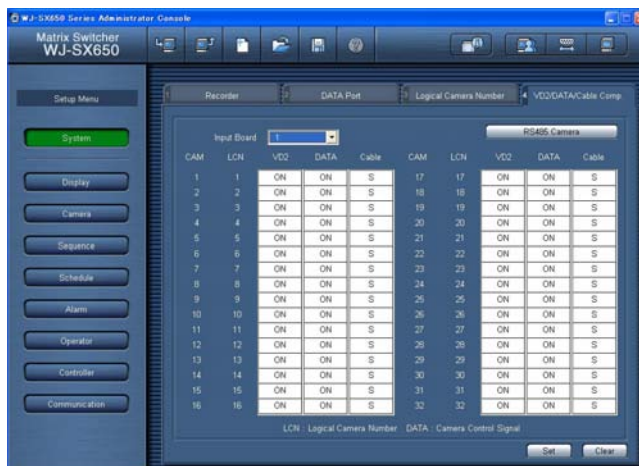 WJ-SX650 Series Administrator Console
Matrix Switcher
WJ-SX650
Setup Menu
System
Display
Camera
Sequence
Schedule
Alarm
Operator
Controller
Communication
1 Recorder 2 DATA Port 3 Logical Camera Number 4 VD2/DATA/Cable Comp
Input Board 1 RS485 Camera
CAM LCN VD2 DATA Cable CAM LCN VD2 DATA Cable
1 1 ON ON S 17 17 ON ON S
2 2 ON ON S 18 18 ON ON S
3 3 ON ON S 19 19 ON ON S
4 4 ON ON S 20 20 ON ON S
5 5 ON ON S 21 21 ON ON S
6 6 ON ON S 22 22 ON ON S
7 7 ON ON S 23 23 ON ON S
8 8 ON ON S 24 24 ON ON S
9 9 ON ON S 25 25 ON ON S
10 10 ON ON S 26 26 ON ON S
11 11 ON ON S 27 27 ON ON S
12 12 ON ON S 28 28 ON ON S
13 13 ON ON S 29 29 ON ON S
14 14 ON ON S 30 30 ON ON S
15 15 ON ON S 31 31 ON ON S
16 16 ON ON S 32 32 ON ON S
LCN : Logical Camera Number DATA : Camera Control Signal
Set Clear